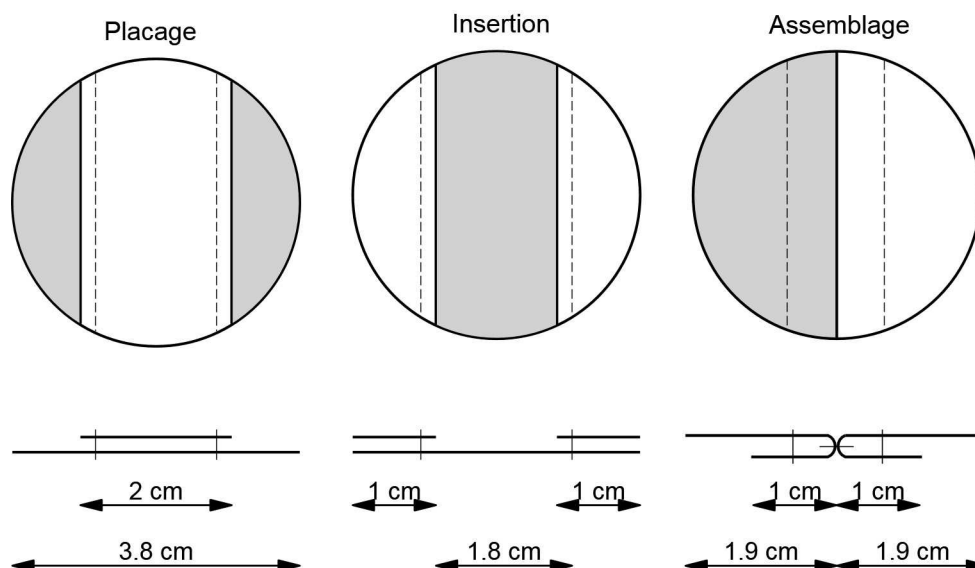 Placage
Insertion
Assemblage
2 cm
1 cm
1 cm
1 cm
1 cm
3.8 cm
1.8 cm
1.9 cm
1.9 cm